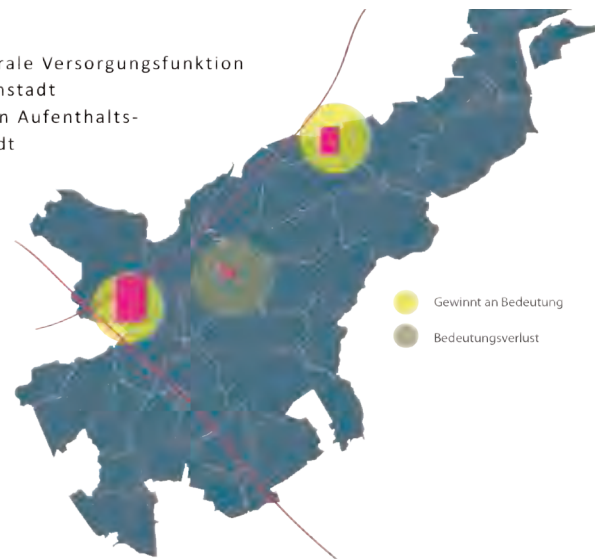 rale Versorgungsfunktion
nstadt
n Aufenthalts-
dt
Gewinnt an Bedeutung
Bedeutungsverlust